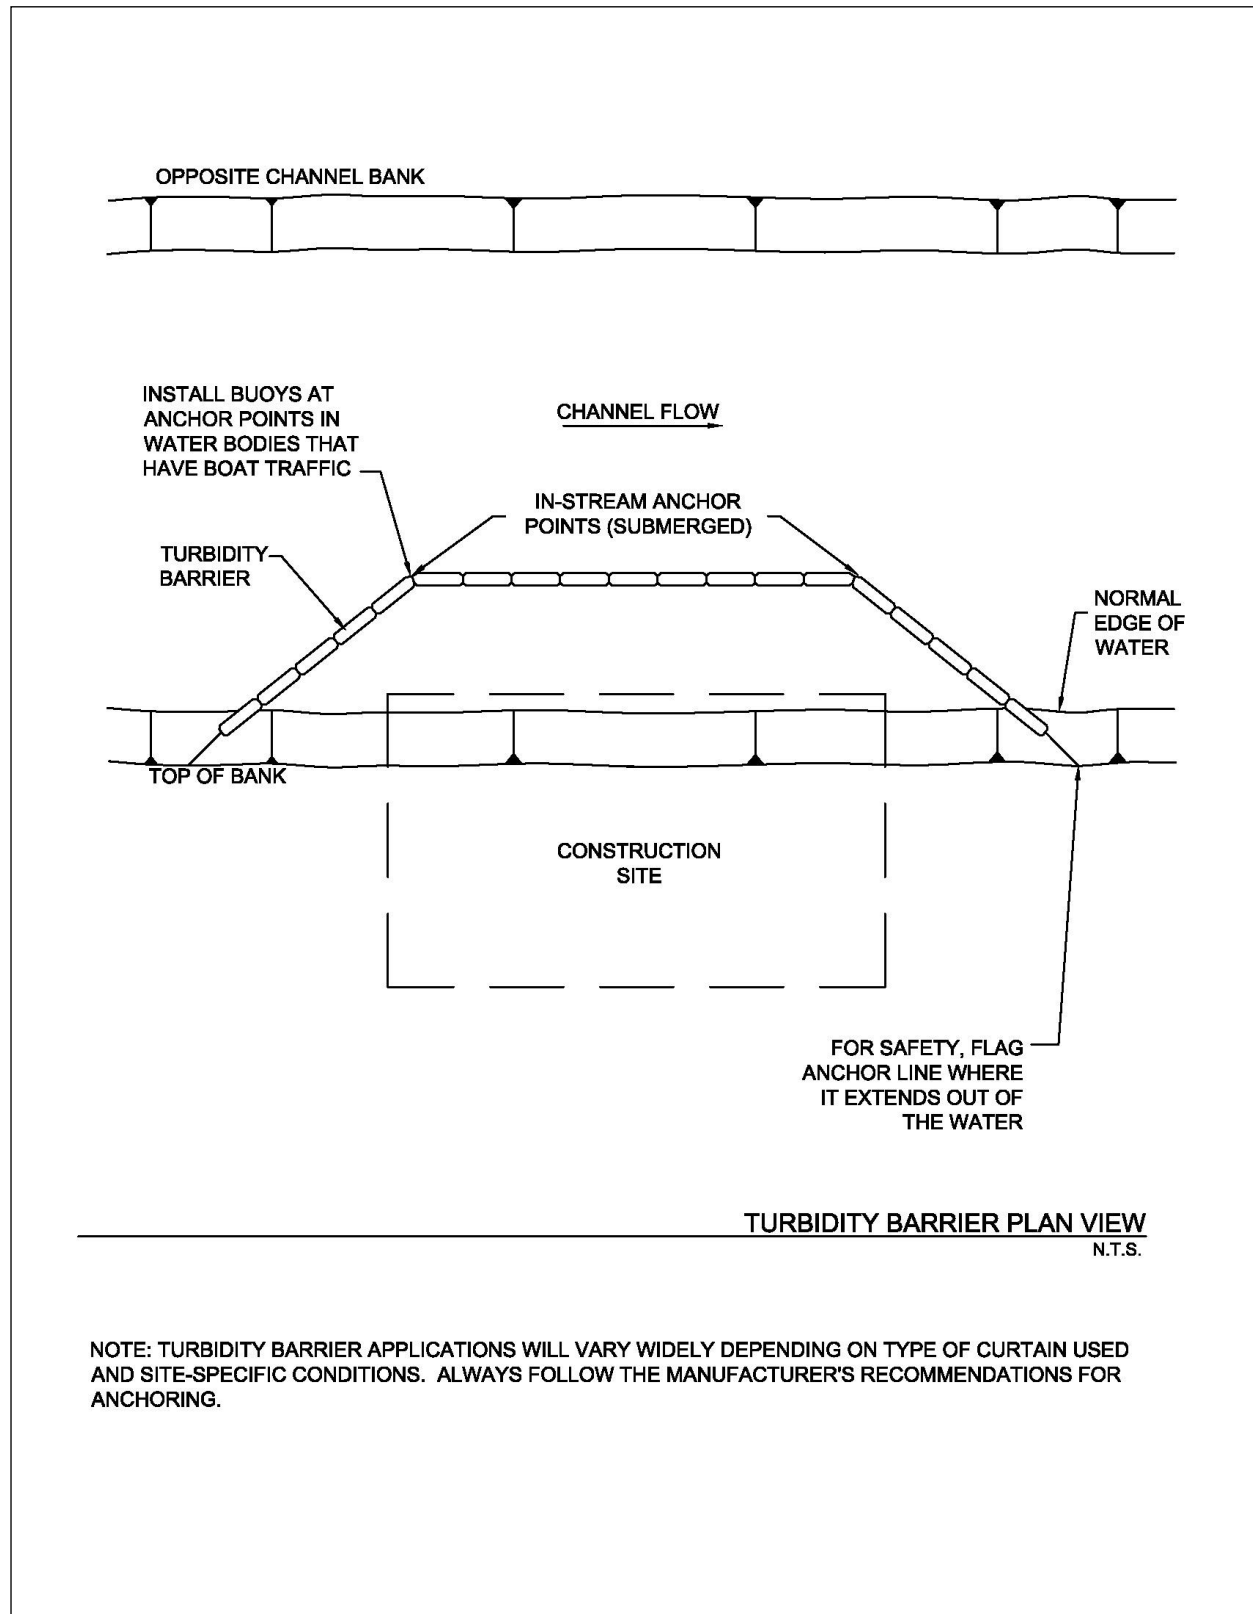 OPPOSITE CHANNEL BANK
INSTALL BUOYS AT
ANCHOR POINTS IN
WATER BODIES THAT
HAVE BOAT TRAFFIC
CHANNEL FLOW
IN-STREAM ANCHOR
POINTS (SUBMERGED)
TURBIDITY
BARRIER
NORMAL
EDGE OF
WATER
TOP OF BANK
CONSTRUCTION
SITE
FOR SAFETY, FLAG
ANCHOR LINE WHERE
IT EXTENDS OUT OF
THE WATER
TURBIDITY BARRIER PLAN VIEW
N.T.S.
NOTE: TURBIDITY BARRIER APPLICATIONS WILL VARY WIDELY DEPENDING ON TYPE OF CURTAIN USED
AND SITE-SPECIFIC CONDITIONS.  ALWAYS FOLLOW THE MANUFACTURER'S RECOMMENDATIONS FOR
ANCHORING.